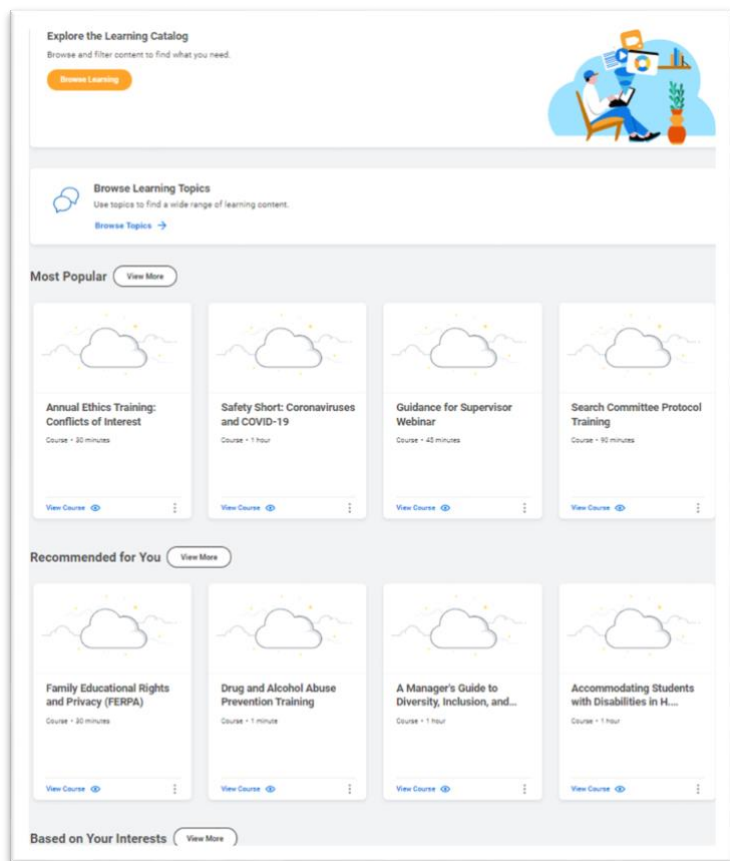 Explore the Learning Catalog
Browse and filter content to find what you need.
Browse Learning
Browse Learning Topics
Use topics to find a wide range of learning content.
Browse Topics →
Most Popular
View More
Annual Ethics Training:
Conflicts of Interest
Course • 30 minutes
View Course
Safety Short: Coronaviruses
and COVID-19
Course • 1 hour
View Course
Guidance for Supervisor
Webinar
Course • 45 minutes
View Course
Search Committee Protocol
Training
Course • 90 minutes
View Course
Recommended for You
View More
Family Educational Rights
and Privacy (FERPA)
Course • 30 minutes
View Course
Drug and Alcohol Abuse
Prevention Training
Course • 1 minute
View Course
A Manager's Guide to
Diversity, Inclusion, and...
Course • 1 hour
View Course
Accommodating Students
with Disabilities in H....
Course • 1 hour
View Course
Based on Your Interests
View More